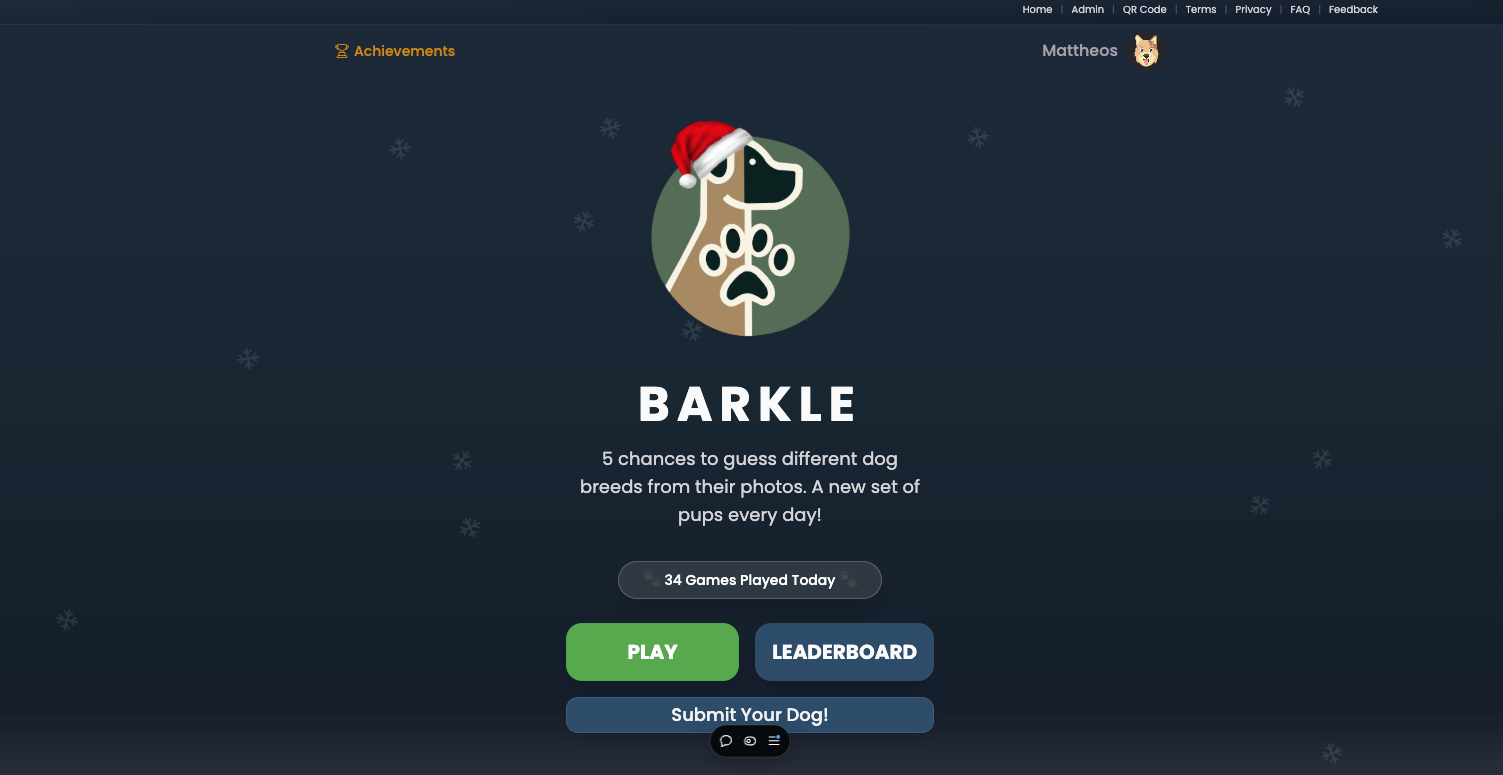 Home | Admin | QR Code | Terms | Privacy | FAQ | Feedback
Achievements
Mattheos
BARKLE
5 chances to guess different dog
breeds from their photos. A new set of
pups every day!
34 Games Played Today
PLAY
LEADERBOARD
Submit Your Dog!